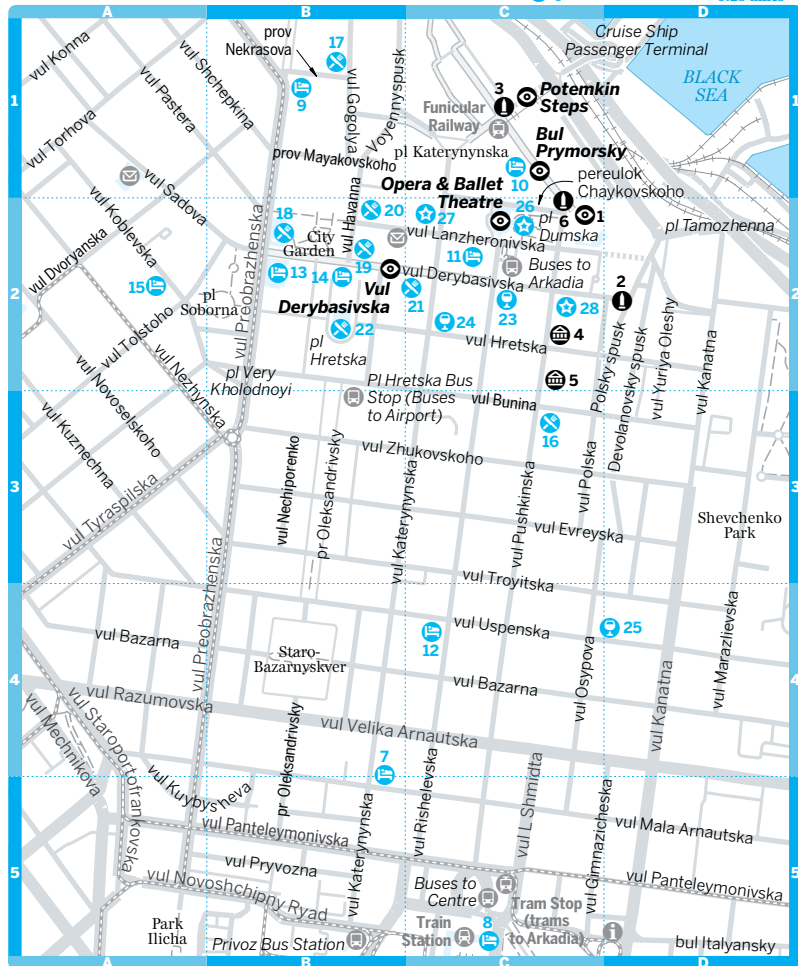 Cruise Ship
Passenger Terminal
BLACK
SEA
prov
Nekrasova
17
9
vul Konna
vul Pastera
vul Shchepkina
vul Torhova
vul Gogolya
Voyennyspusk
3
Potemkin
Steps
Funicular
Railway
Bul
Prymorsky
prov Mayakovskoho
pl Katerynynska
10
pereulok
Chaykovskoho
Opera & Ballet
Theatre
26
6
1
pl
Dumska
pl Tamozhenna
vul Sadova
vul Koblevska
vul Dvoryanska
15
18
City
Garden
vul Havanna
20
27
vul Lanzheronivska
19
11
Buses to
Arkadia
13
14
vul Derybasivska
Vul
Derybasivska
21
24
23
28
2
22
4
pl
Soborna
vul Preobrazhenska
vul Tolstoho
vul Nezhynska
pl
Hretska
vul Hretska
5
Polsky spusk
Devolanovsky spusk
vul Yuriya Oleshy
vul Kanatna
pl Very
Kholodnoyi
Pl Hretska Bus
Stop (Buses
to Airport)
vul Bunina
16
vul Novoselskoho
vul Kuznechna
vul Tyraspilska
vul Zhukovskoho
vul Nechiporenko
pr Oleksandrivsky
vul Katerynynska
vul Pushkinska
vul Polska
vul Evreyska
Shevchenko
Park
vul Troyitska
vul Preobrazhenska
vul Bazarna
Staro-
Bazarnyskver
12
vul Uspenska
25
vul Osypova
vul Marazlievska
vul Kanatna
vul Bazarna
vul Razumovska
vul Staroportofrankovska
vul Mechnikova
vul Velika Arnautska
7
pr Oleksandrivsky
vul Kuybysheva
vul Rishelevska
vul L Shmidta
vul Gimnazicheska
vul Mala Arnautska
vul Panteleymonivska
vul Katerynynska
vul Pryvozna
vul Novoshchipny Ryad
vul Panteleymonivska
Buses to
Centre
Tram Stop
(trams
to Arkadia)
Train
Station
8
Park
Ilicha
Privoz Bus Station
bul Italyansky
A
B
C
D
1
2
3
4
5
A
B
C
D
1
2
3
4
5